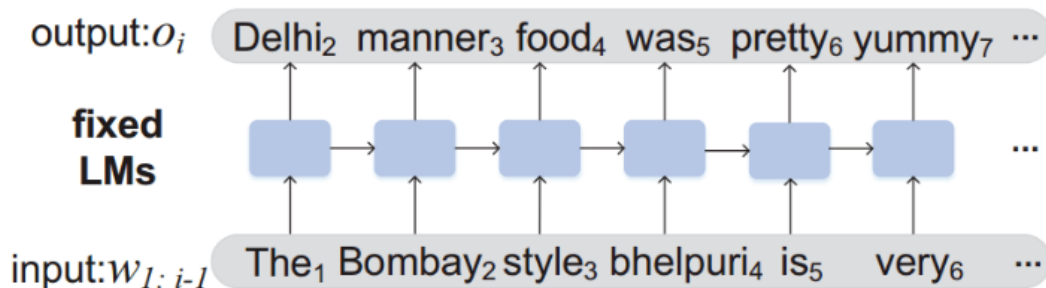 output:oᵢ Delhi₂ manner₃ food₄ was₅ pretty₆ yummy₇ ...
fixed
LMs ...
input:w₁; ᵢ₋₁ The₁ Bombay₂ style₃ bhelpuri₄ is₅ very₆ ...